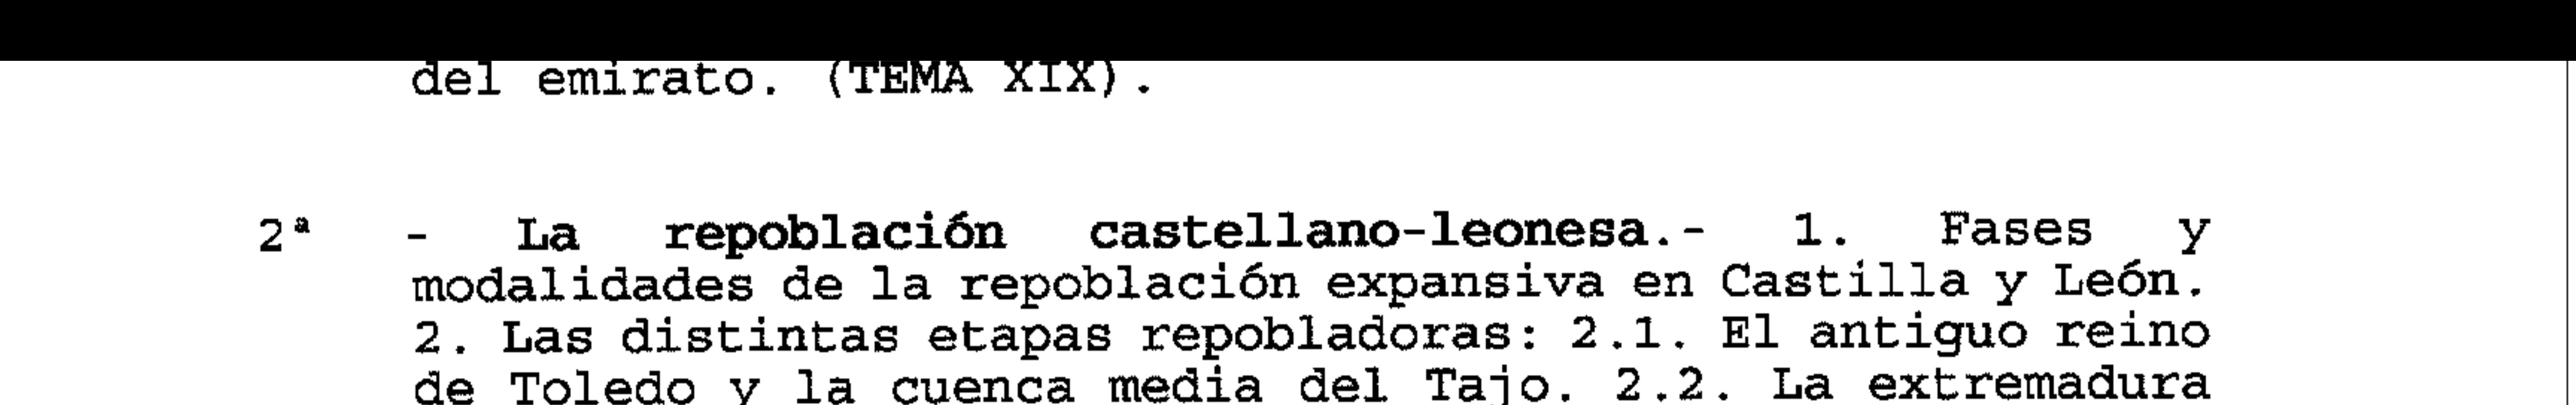 del emirato. (TEMA XIX).
2ª - La repoblación castellano-leonesa.- 1. Fases y
modalidades de la repoblación expansiva en Castilla y León.
2. Las distintas etapas repobladoras: 2.1. El antiguo reino
de Toledo y la cuenca media del Tajo. 2.2. La extremadura